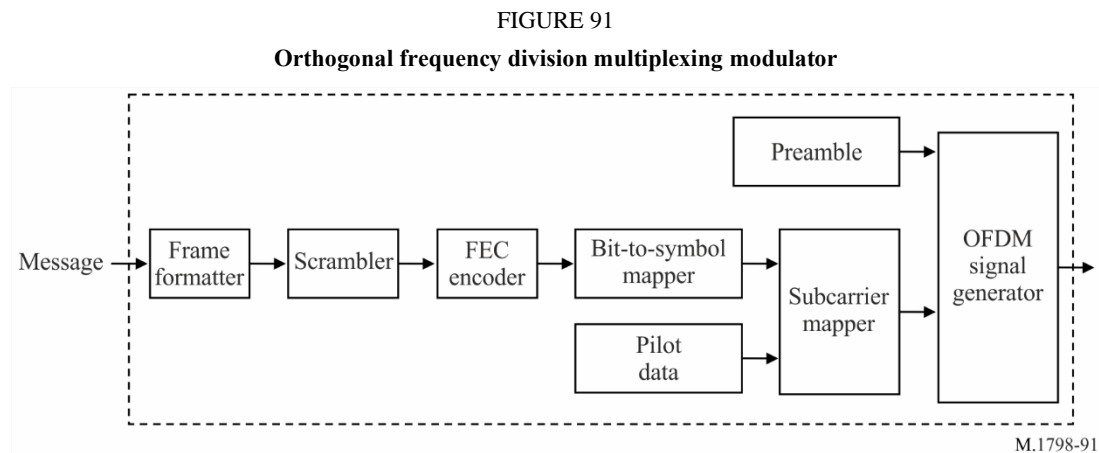 FIGURE 91
Orthogonal frequency division multiplexing modulator
Preamble
Message
Frame
formatter
Scrambler
FEC
encoder
Bit-to-symbol
mapper
Pilot
data
Subcarrier
mapper
OFDM
signal
generator
M.1798-91